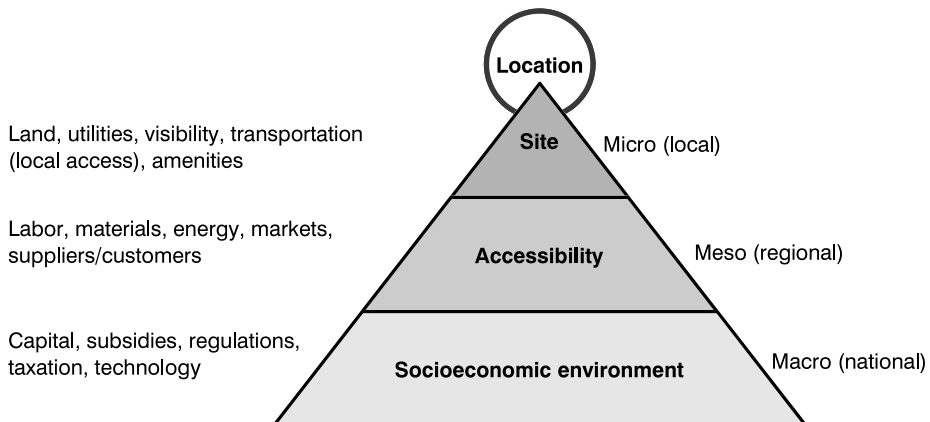 Location
Land, utilities, visibility, transportation
(local access), amenities
Site
Micro (local)
Labor, materials, energy, markets,
suppliers/customers
Accessibility
Meso (regional)
Capital, subsidies, regulations,
taxation, technology
Socioeconomic environment
Macro (national)